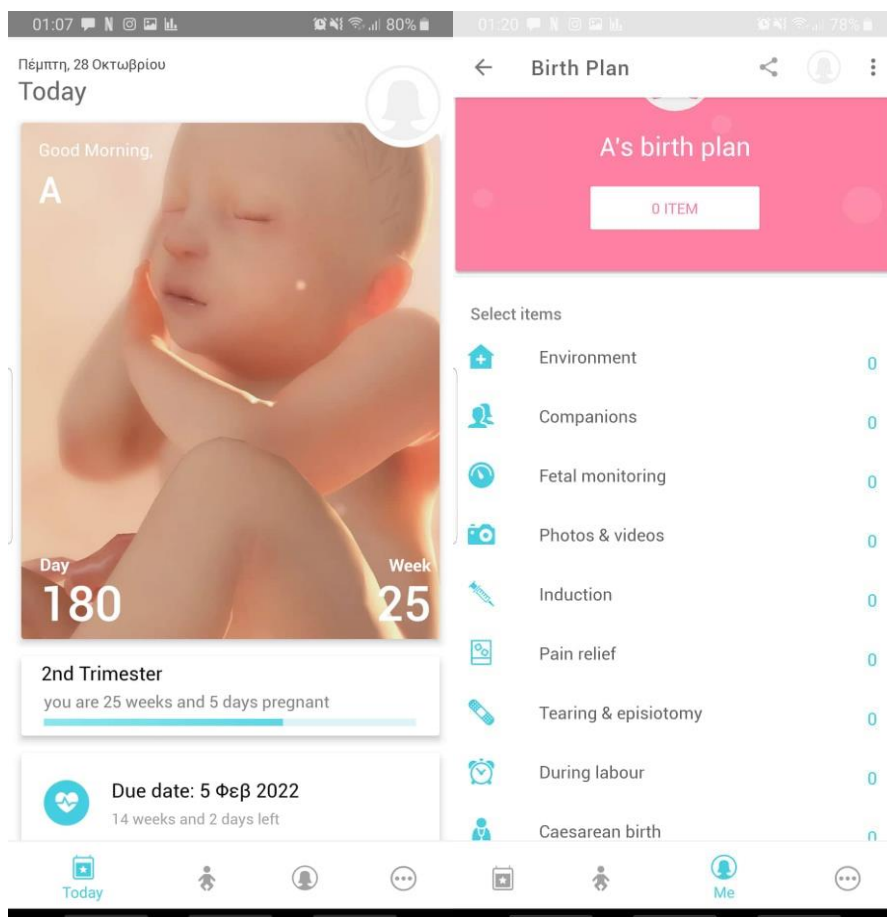 01:07 80%
Πέμπτη, 28 Οκτωβρίου
Today
Good Morning,
A
Day
180
Week
25
2nd Trimester
you are 25 weeks and 5 days pregnant
Due date: 5 Φεβ 2022
14 weeks and 2 days left
Today
01:20 78%
Birth Plan
A's birth plan
0 ITEM
Select items
Environment 0
Companions 0
Fetal monitoring 0
Photos & videos 0
Induction 0
Pain relief 0
Tearing & episiotomy 0
During labour 0
Caesarean birth 0
Me